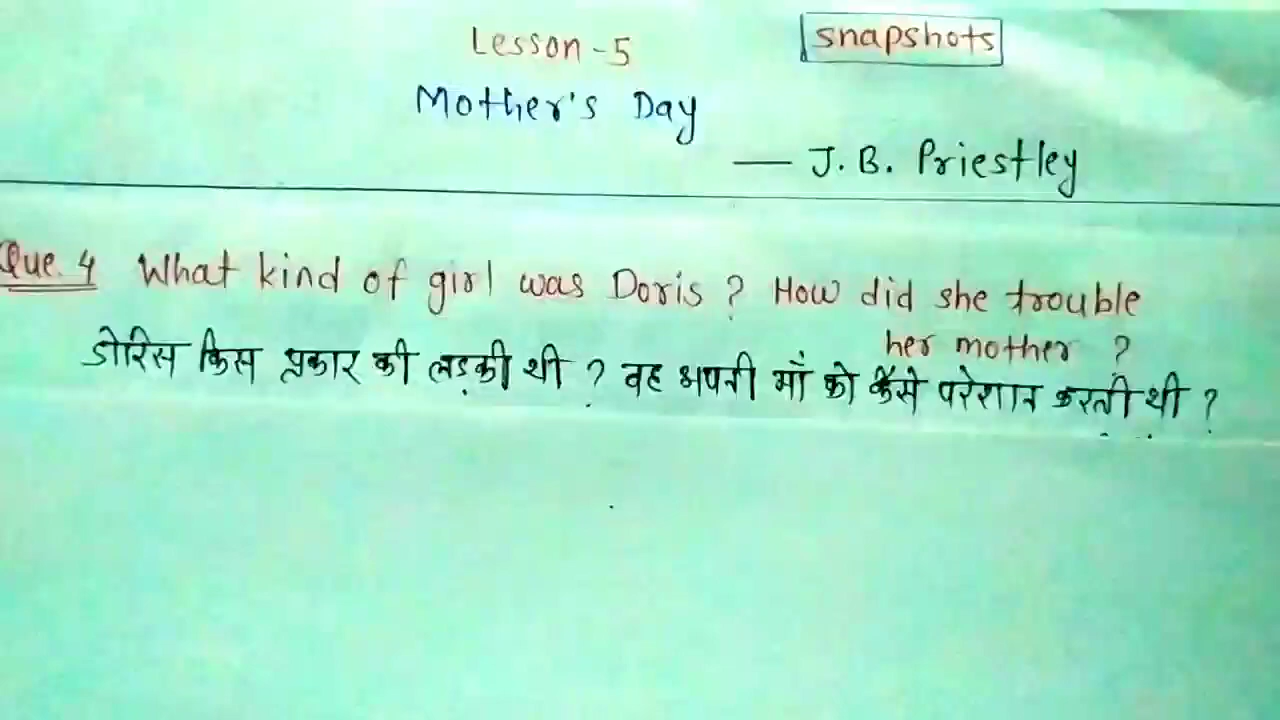 Lesson - 5
snapshots
Mother's Day
— J. B. Priestley
Que. 4 What kind of girl was Doris ? How did she trouble
her mother ?
डोरिस किस प्रकार की लड़की थी ? वह अपनी माँ को कैसे परेशान करती थी ?